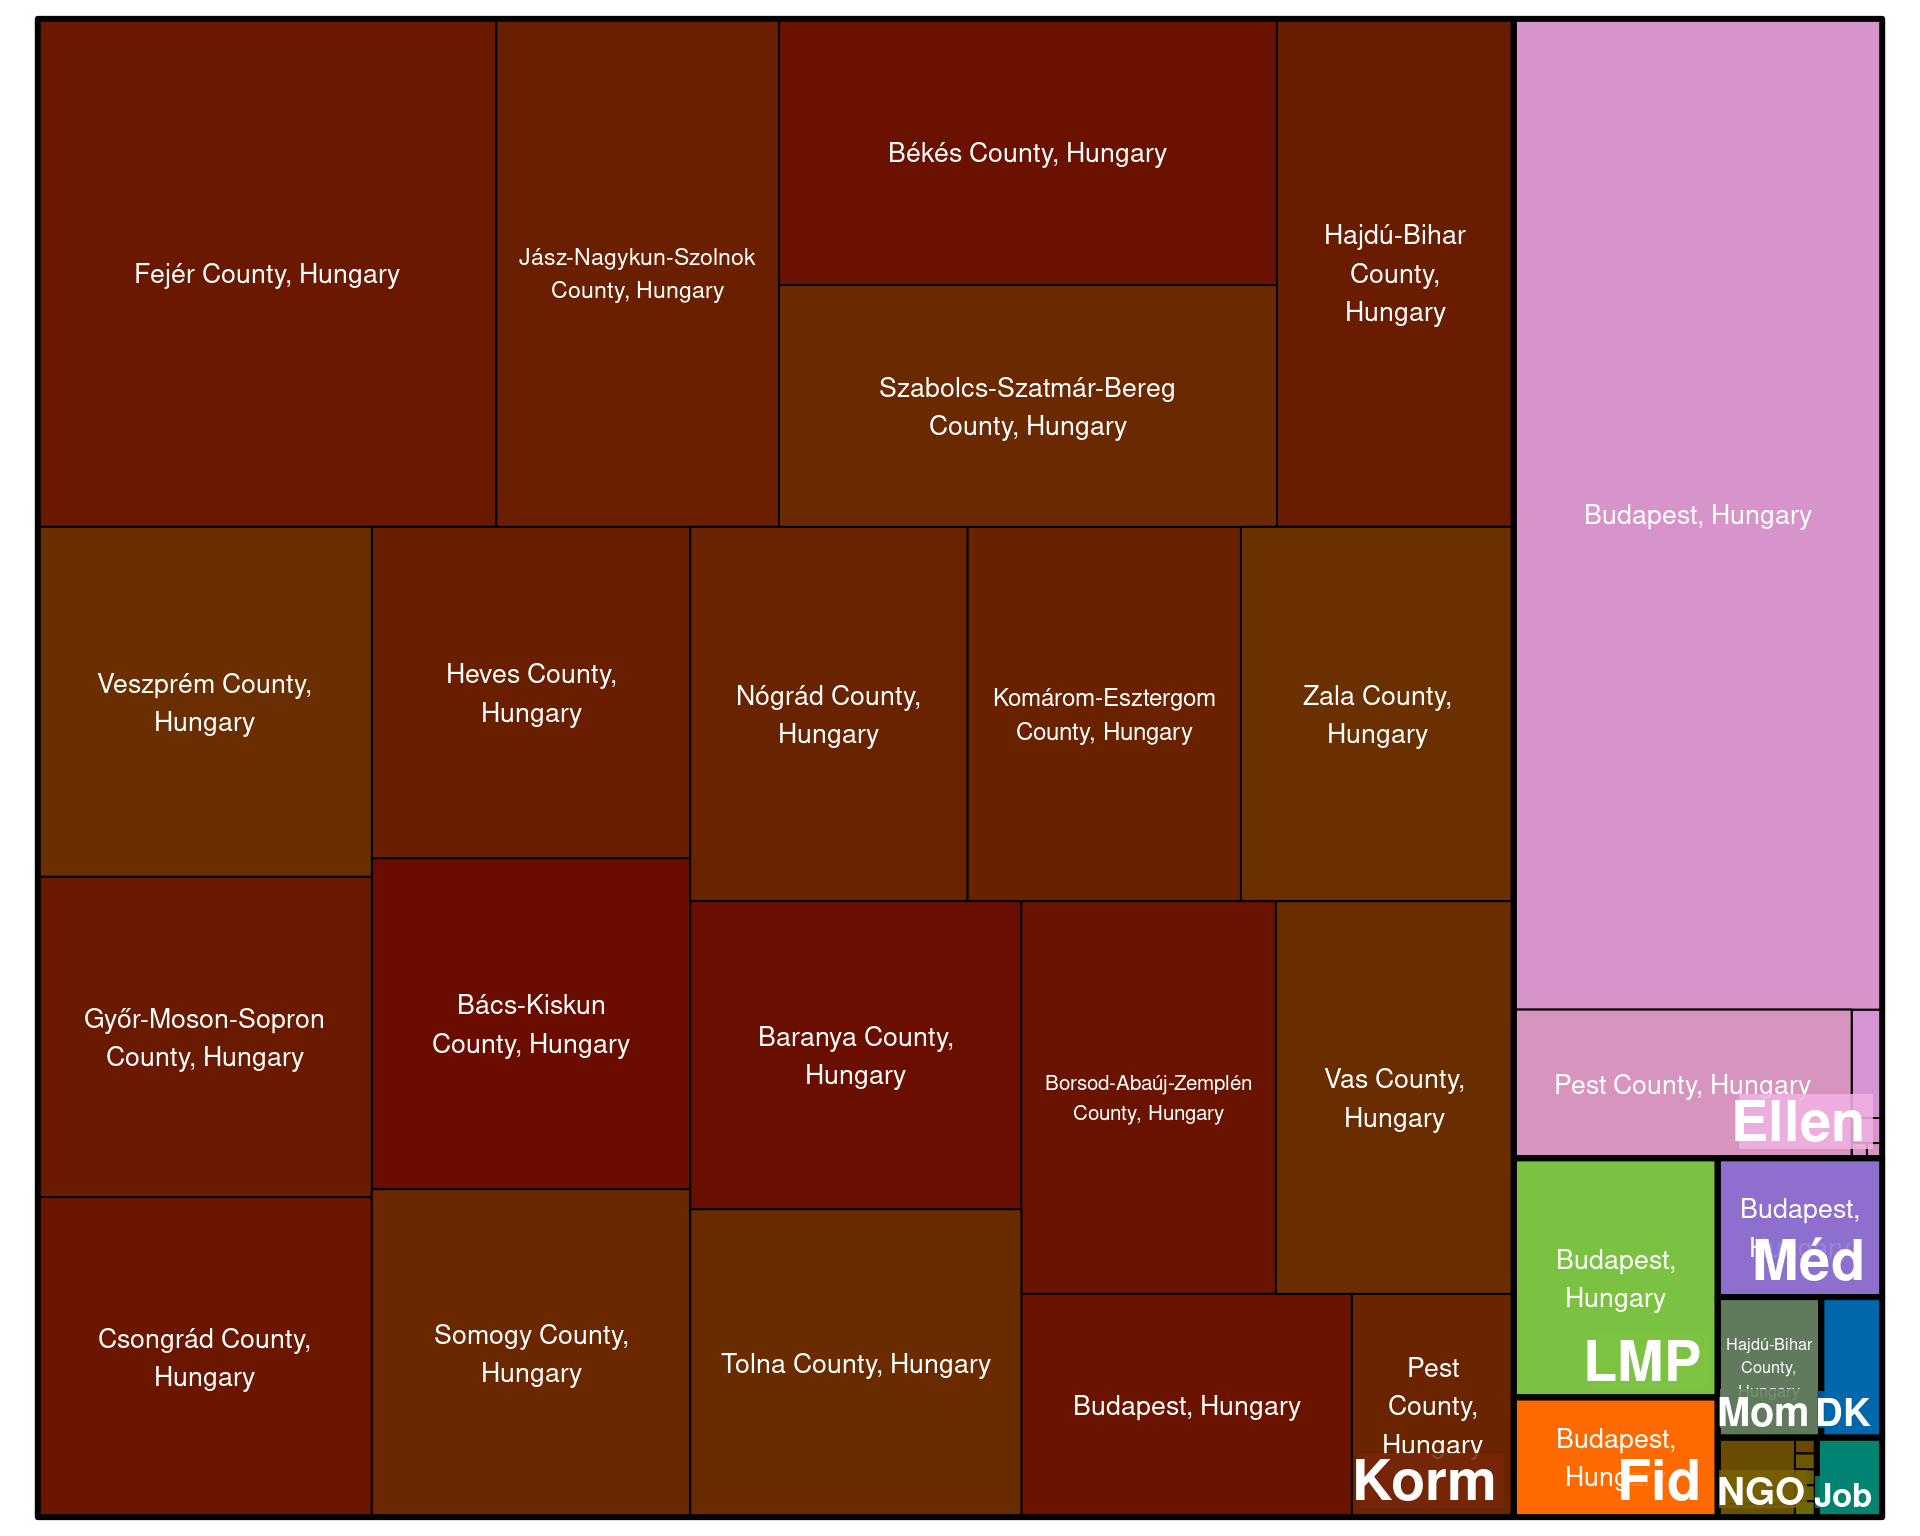 Fejér County, Hungary
Jász-Nagykun-Szolnok
County, Hungary
Békés County, Hungary
Szabolcs-Szatmár-Bereg
County, Hungary
Hajdú-Bihar
County,
Hungary
Veszprém County,
Hungary
Heves County,
Hungary
Nógrád County,
Hungary
Komárom-Esztergom
County, Hungary
Zala County,
Hungary
Győr-Moson-Sopron
County, Hungary
Bács-Kiskun
County, Hungary
Baranya County,
Hungary
Borsod-Abaúj-Zemplén
County, Hungary
Vas County,
Hungary
Csongrád County,
Hungary
Somogy County,
Hungary
Tolna County, Hungary
Budapest, Hungary
Pest
County,
Hungary
Korm
Budapest, Hungary
Pest County, Hungary
Ellen
Budapest,
Hungary
LMP
Budapest,
Hungary
Méd
Hajdú-Bihar
County,
Hungary
Mom
DK
Budapest,
Hungary
Fid
NGO
Job